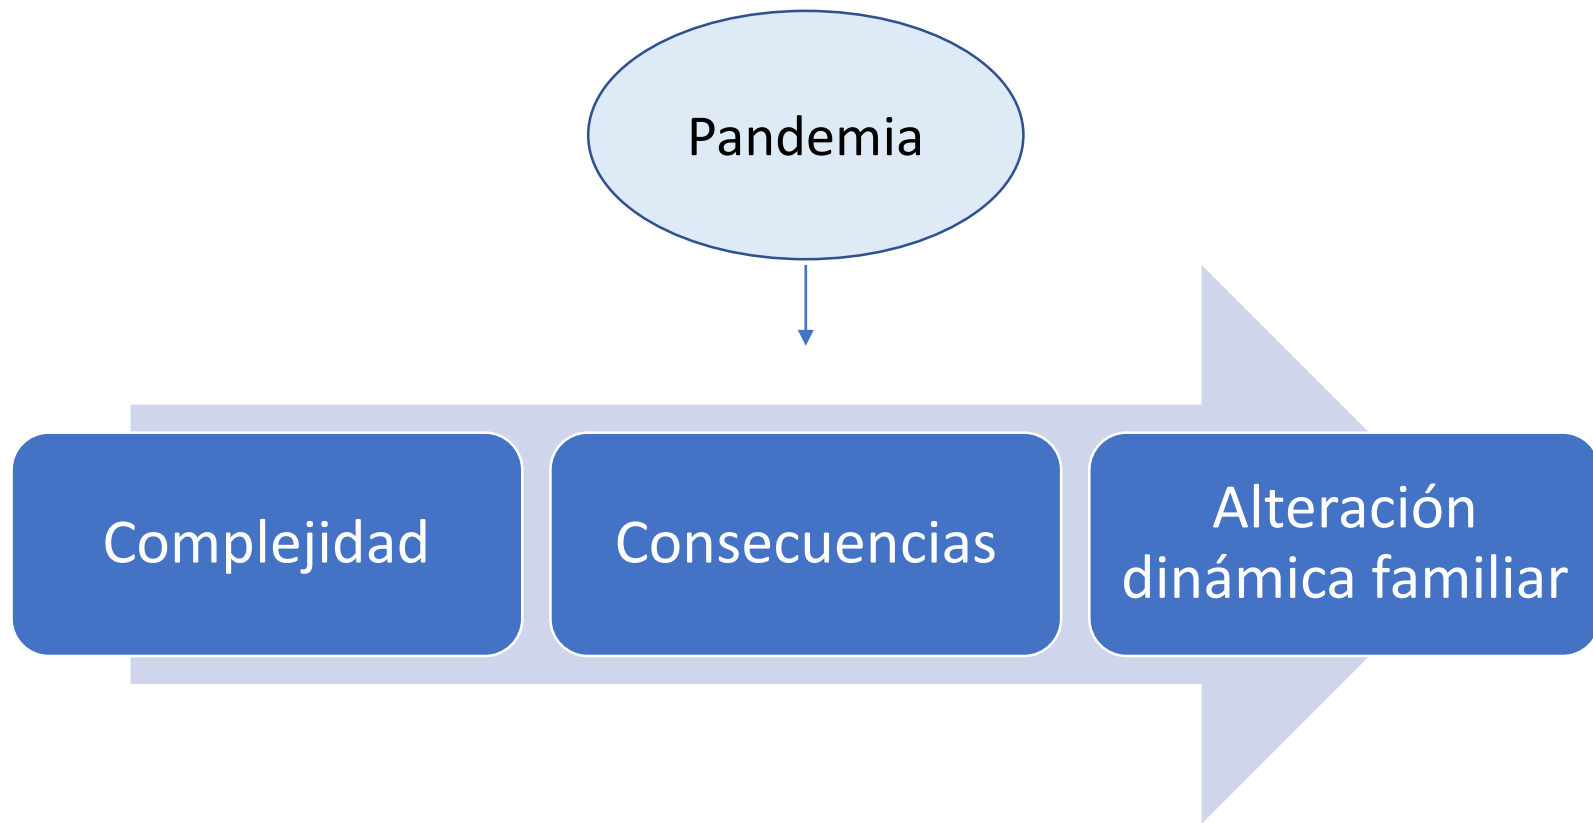 Pandemia
Complejidad
Consecuencias
Alteración
dinámica familiar